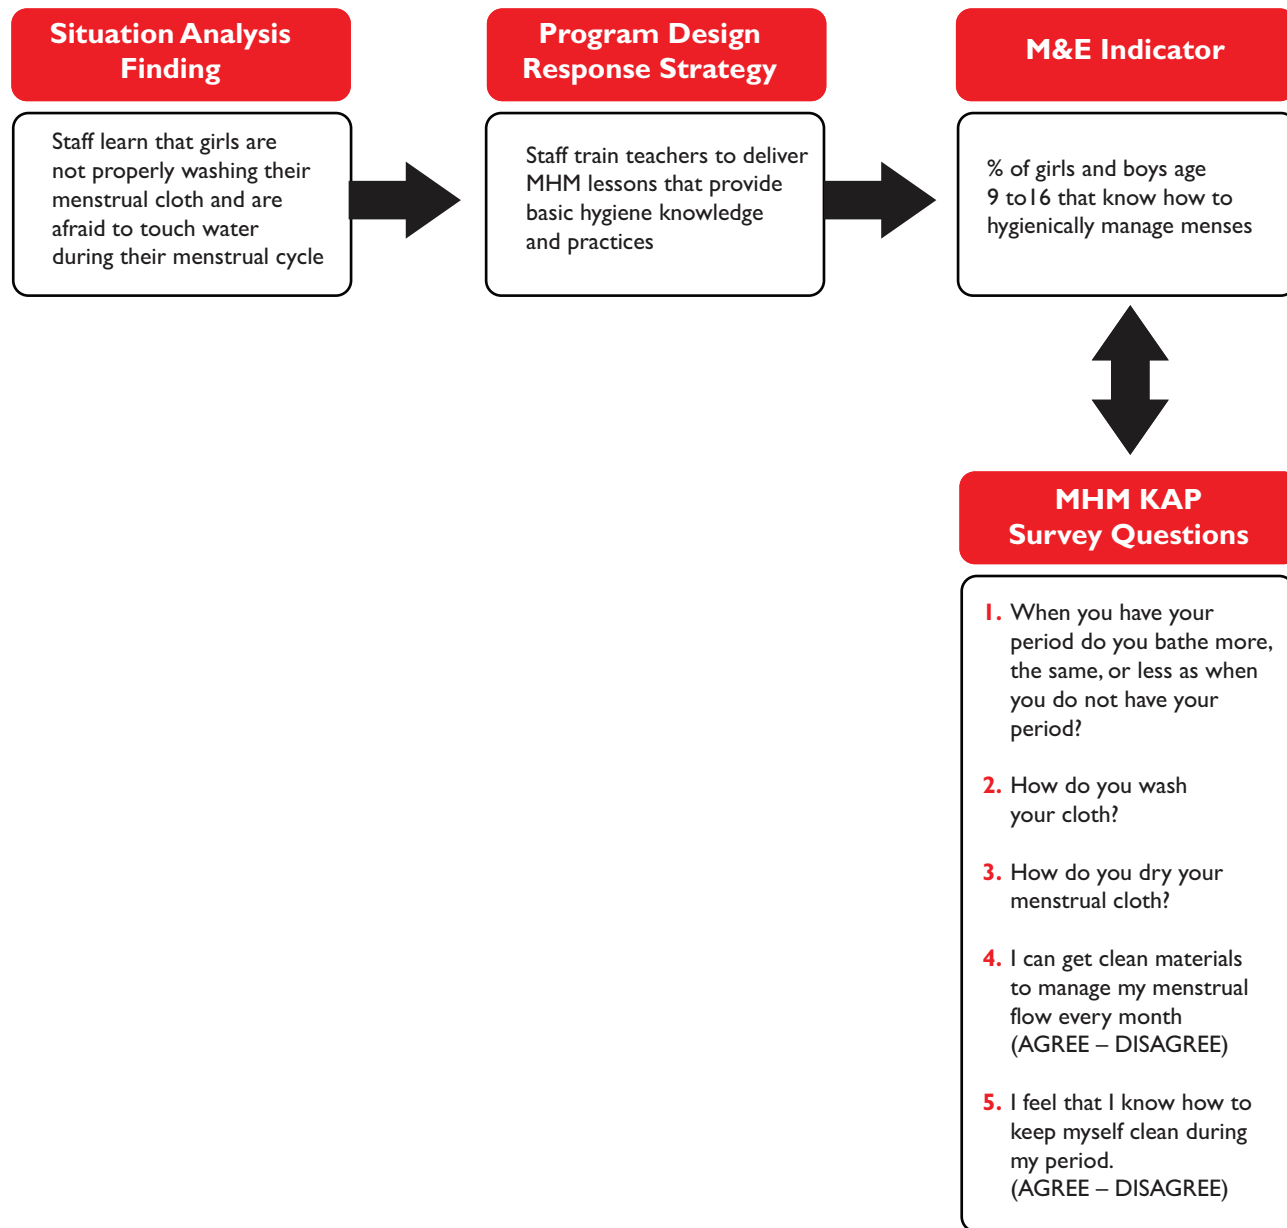 Situation Analysis
Finding
Staff learn that girls are
not properly washing their
menstrual cloth and are
afraid to touch water
during their menstrual cycle
Program Design
Response Strategy
Staff train teachers to deliver
MHM lessons that provide
basic hygiene knowledge
and practices
M&E Indicator
% of girls and boys age
9 to16 that know how to
hygienically manage menses
MHM KAP
Survey Questions
1. When you have your
period do you bathe more,
the same, or less as when
you do not have your
period?
2. How do you wash
your cloth?
3. How do you dry your
menstrual cloth?
4. I can get clean materials
to manage my menstrual
flow every month
(AGREE – DISAGREE)
5. I feel that I know how to
keep myself clean during
my period.
(AGREE – DISAGREE)